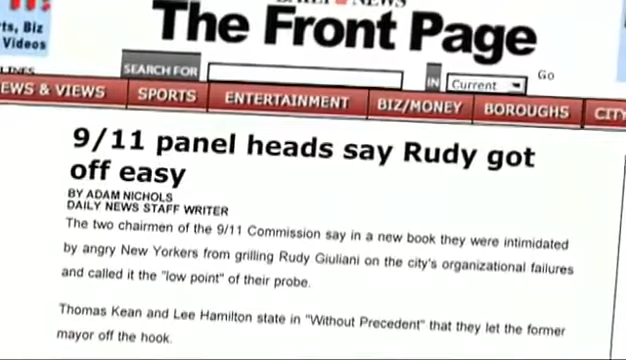 NEWS
The Front Page
ts, Biz
Videos
LINES
SEARCH FOR
IN Current Go
EWS & VIEWS SPORTS ENTERTAINMENT BIZ/MONEY BOROUGHS CITY
9/11 panel heads say Rudy got
off easy
BY ADAM NICHOLS
DAILY NEWS STAFF WRITER
The two chairmen of the 9/11 Commission say in a new book they were intimidated
by angry New Yorkers from grilling Rudy Giuliani on the city's organizational failures
and called it the "low point" of their probe.
Thomas Kean and Lee Hamilton state in "Without Precedent" that they let the former
mayor off the hook.